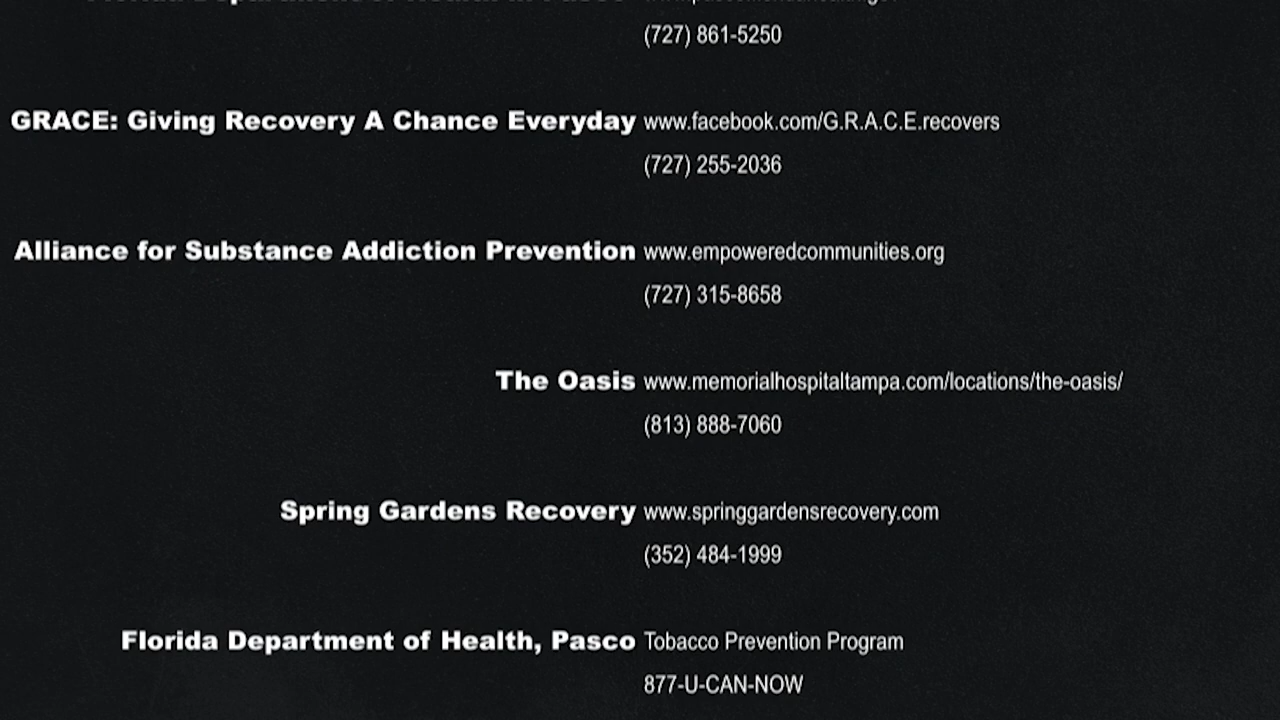 (727) 861-5250
GRACE: Giving Recovery A Chance Everyday www.facebook.com/G.R.A.C.E.recovers
(727) 255-2036
Alliance for Substance Addiction Prevention www.empoweredcommunities.org
(727) 315-8658
The Oasis www.memorialhospitaltampa.com/locations/the-oasis/
(813) 888-7060
Spring Gardens Recovery www.springgardensrecovery.com
(352) 484-1999
Florida Department of Health, Pasco Tobacco Prevention Program
877-U-CAN-NOW